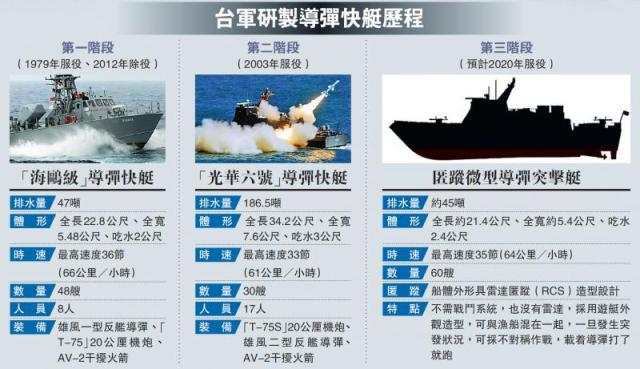 台軍研製導彈快艇歷程
第一階段
（1979年服役、2012年除役）
「海鷗級」導彈快艇
排水量 47噸
體形 全長22.8公尺、全寬
5.48公尺、吃水2公尺
時速 最高速度36節
（66公里／小時）
數量 48艘
人員 8人
裝備 雄風一型反艦導彈、「
T-75」20公厘機炮、
AV-2干擾火箭
第二階段
（2003年服役）
「光華六號」導彈快艇
排水量 186.5噸
體形 全長34.2公尺、全寬
7.6公尺、吃水3公尺
時速 最高速度33節
（61公里／小時）
數量 30艘
人員 17人
裝備 「T-75S」20公厘機炮、
雄風二型反艦導彈、
AV-2干擾火箭
第三階段
（預計2020年服役）
匿蹤微型導彈突擊艇
排水量 約45噸
體形 全長約21.4公尺、全寬約5.4公尺、吃水
2.4公尺
時速 最高速度35節(64公里／小時）
數量 60艘
匿蹤 船體外形具雷達匿蹤（RCS）造型設計
特點 不需戰鬥系統，也沒有雷達，採用遊艇外
觀造型，可與漁船混在一起，一旦發生突
發狀況，可採不對稱作戰，載着導彈打了
就跑